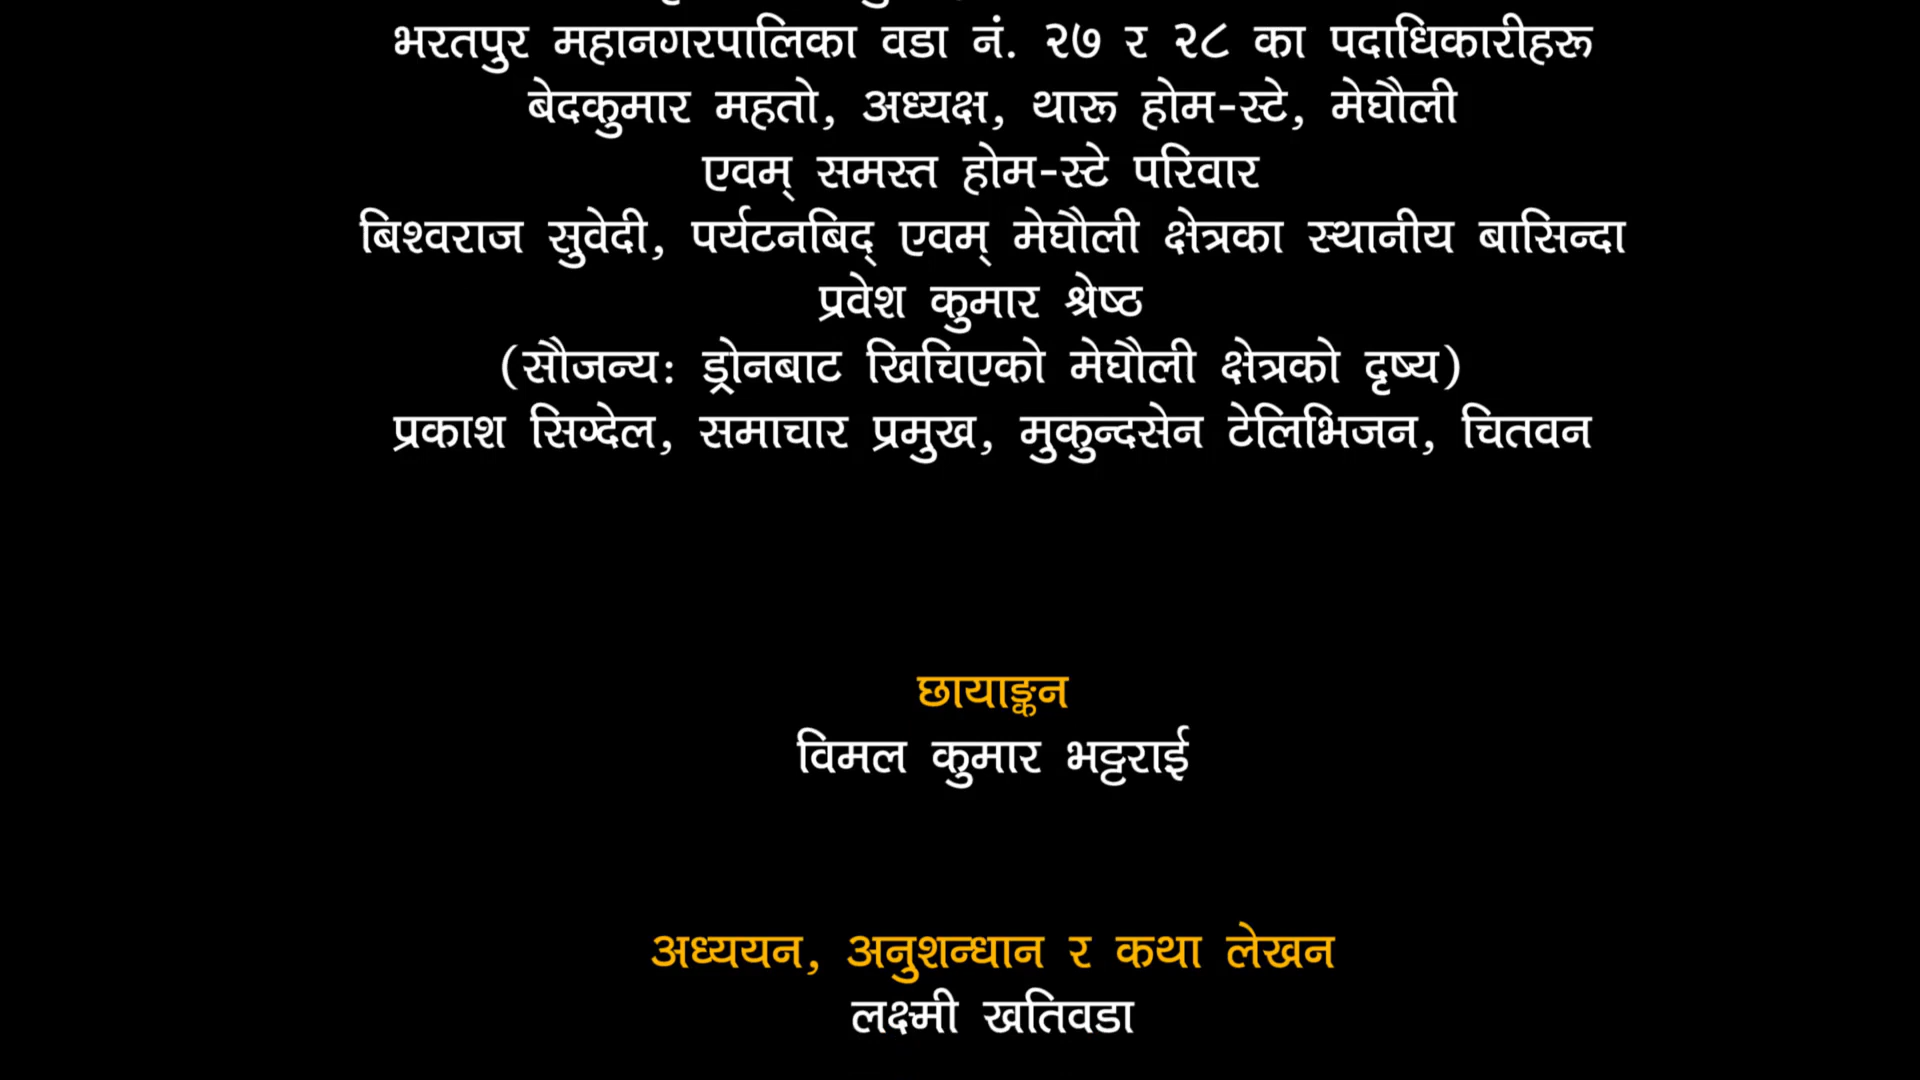 भरतपुर महानगरपालिका वडा नं. २७ र २८ का पदाधिकारीहरू
बेदकुमार महतो, अध्यक्ष, थारू होम-स्टे, मेघौली
एवम् समस्त होम-स्टे परिवार
बिश्वराज सुवेदी, पर्यटनबिद् एवम् मेघौली क्षेत्रका स्थानीय बासिन्दा
प्रवेश कुमार श्रेष्ठ
(सौजन्य: ड्रोनबाट खिचिएको मेघौली क्षेत्रको दृष्य)
प्रकाश सिग्देल, समाचार प्रमुख, मुकुन्दसेन टेलिभिजन, चितवन
छायाङ्कन
विमल कुमार भट्टराई
अध्ययन, अनुशन्धान र कथा लेखन
लक्ष्मी खतिवडा